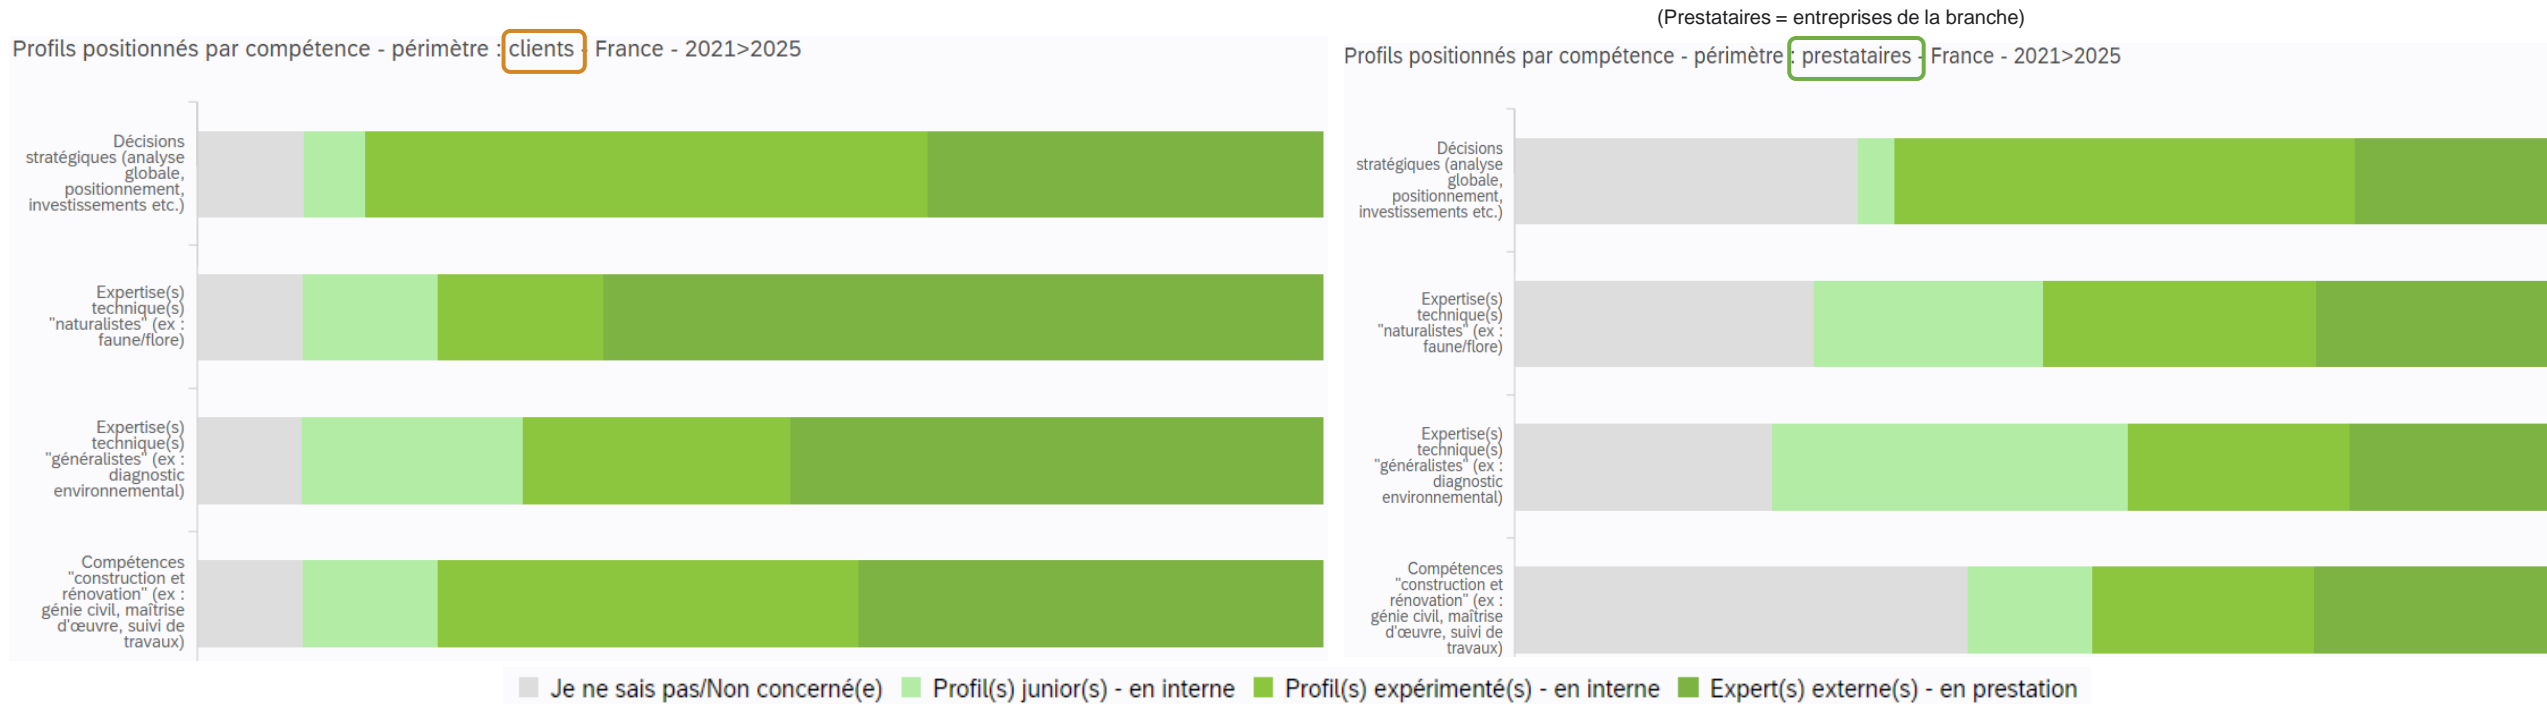 (Prestataires = entreprises de la branche)
Profils positionnés par compétence - périmètre : clients - France - 2021>2025
Décisions
stratégiques (analyse
globale,
positionnement,
investissements etc.)
Expertise(s)
technique(s)
"naturalistes" (ex :
faune/flore)
Expertise(s)
technique(s)
"généralistes" (ex :
diagnostic
environnemental)
Compétences
"construction et
rénovation" (ex :
génie civil, maîtrise
d'œuvre, suivi de
travaux)
Profils positionnés par compétence - périmètre : prestataires - France - 2021>2025
Décisions
stratégiques (analyse
globale,
positionnement,
investissements etc.)
Expertise(s)
technique(s)
"naturalistes" (ex :
faune/flore)
Expertise(s)
technique(s)
"généralistes" (ex :
diagnostic
environnemental)
Compétences
"construction et
rénovation" (ex :
génie civil, maîtrise
d'œuvre, suivi de
travaux)
Je ne sais pas/Non concerné(e) Profil(s) junior(s) - en interne Profil(s) expérimenté(s) - en interne Expert(s) externe(s) - en prestation